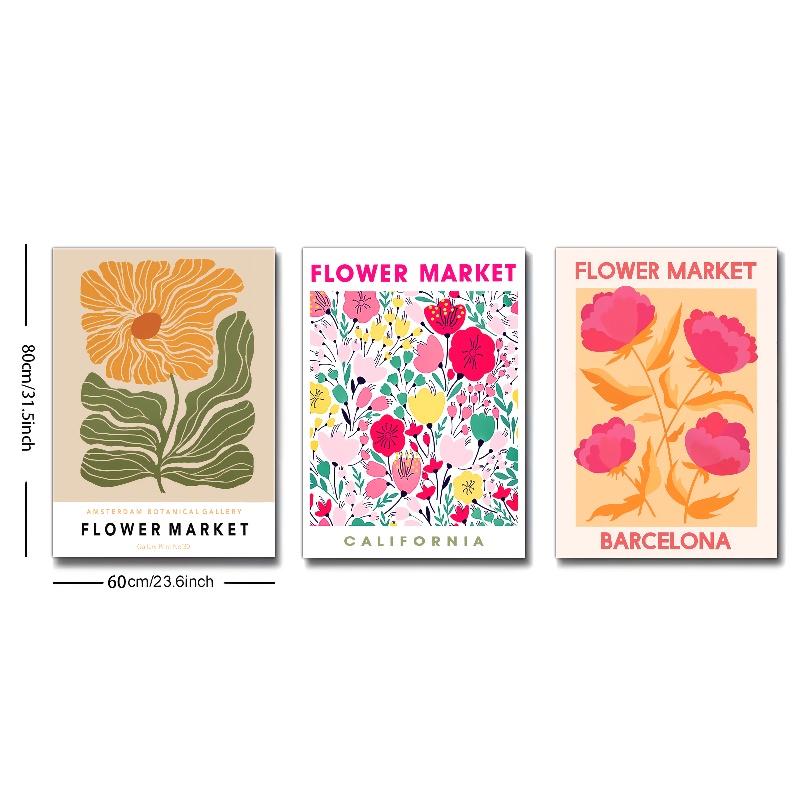 80cm/31.5inch
AMSTERDAM BOTANICAL GALLERY
FLOWER MARKET
60cm/23.6inch
FLOWER MARKET
CALIFORNIA
FLOWER MARKET
BARCELONA